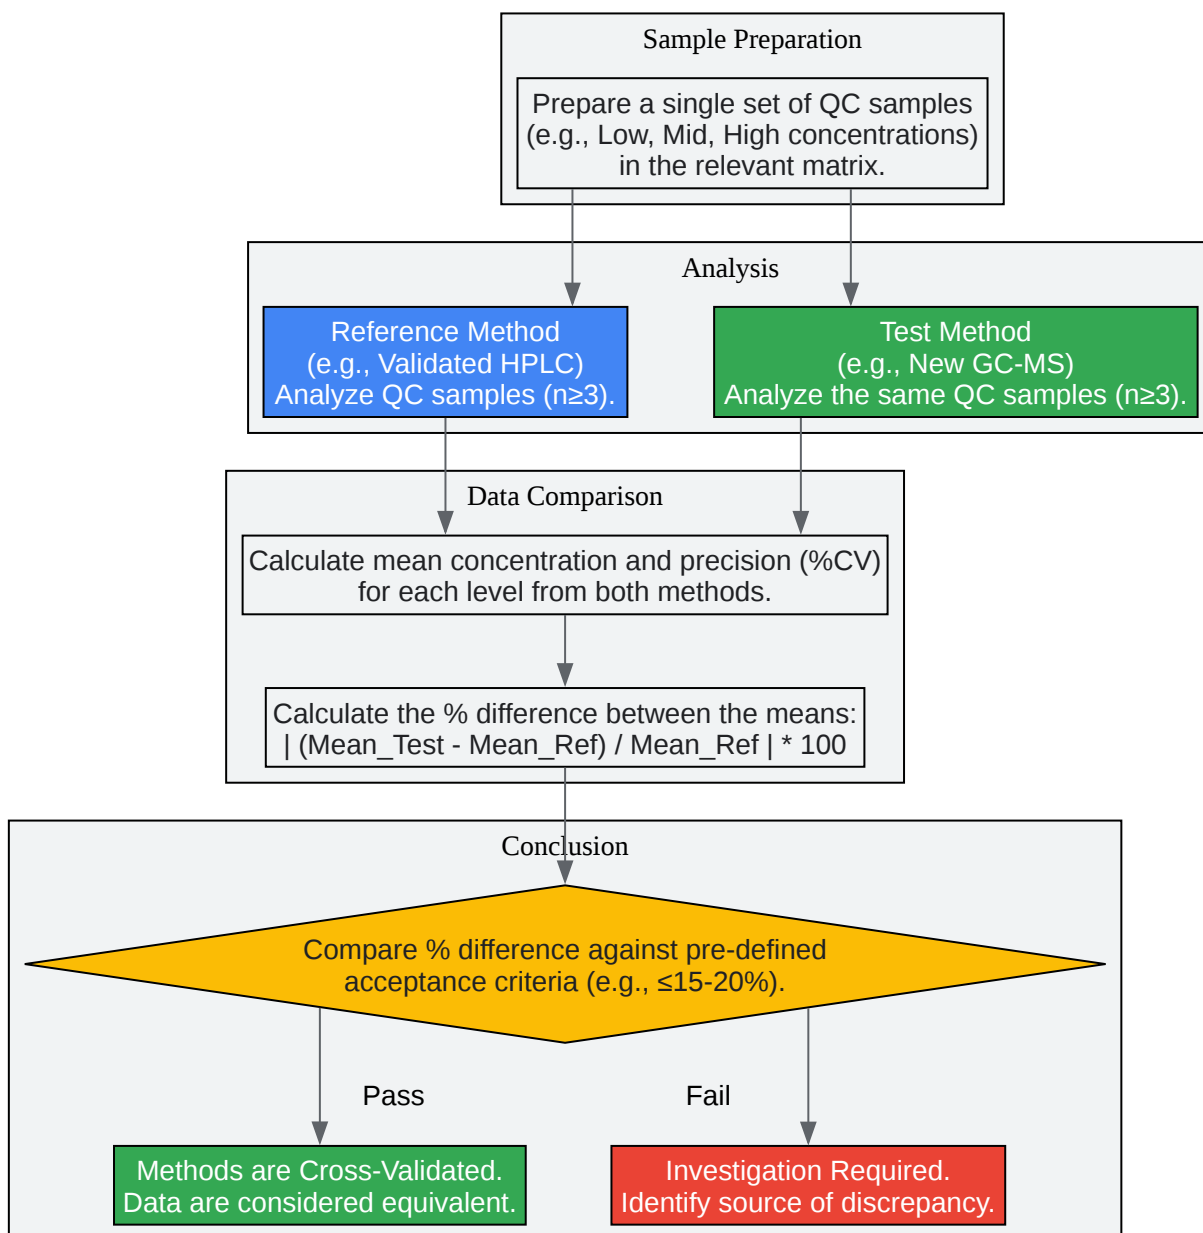 Sample Preparation
Prepare a single set of QC samples
(e.g., Low, Mid, High concentrations)
in the relevant matrix.
Analysis
Reference Method
(e.g., Validated HPLC)
Analyze QC samples (n≥3).
Test Method
(e.g., New GC-MS)
Analyze the same QC samples (n≥3).
Data Comparison
Calculate mean concentration and precision (%CV)
for each level from both methods.
Calculate the % difference between the means:
| (Mean_Test - Mean_Ref) / Mean_Ref | * 100
Conclusion
Compare % difference against pre-defined
acceptance criteria (e.g., ≤15-20%).
Pass
Fail
Methods are Cross-Validated.
Data are considered equivalent.
Investigation Required.
Identify source of discrepancy.